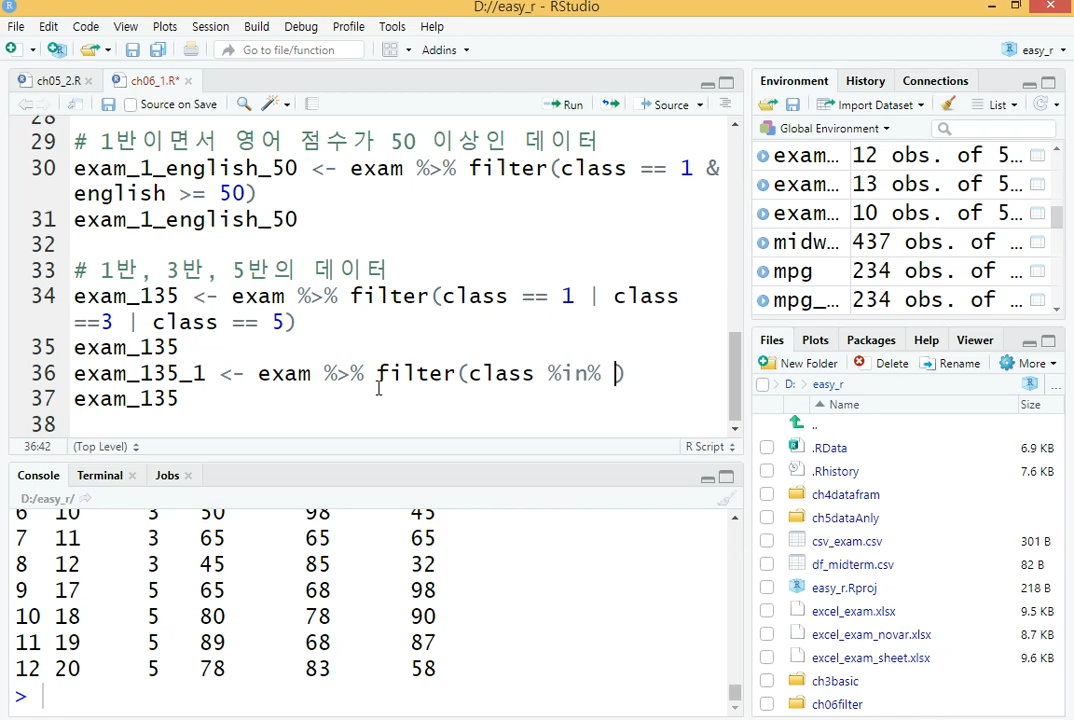 D://easy_r - RStudio
File Edit Code View Plots Session Build Debug Profile Tools Help
Go to file/function Addins easy_r
ch05_2.R ch06_1.R*
Source on Save Run Source
28
29 # 1반이면서 영어 점수가 50 이상인 데이터
30 exam_1_english_50 <- exam %>% filter(class == 1 &
english >= 50)
31 exam_1_english_50
32
33 # 1반, 3반, 5반의 데이터
34 exam_135 <- exam %>% filter(class == 1 | class
==3 | class == 5)
35 exam_135
36 exam_135_1 <- exam %>% filter(class %in% )
37 exam_135
38
36:42 (Top Level) R Script
Console Terminal Jobs
D:/easy_r/
6 10 3 50 98 45
7 11 3 65 65 65
8 12 3 45 85 32
9 17 5 65 68 98
10 18 5 80 78 90
11 19 5 89 68 87
12 20 5 78 83 58
>
Environment History Connections
Import Dataset List
Global Environment
exam... 12 obs. of 5...
exam... 13 obs. of 5...
exam... 10 obs. of 5...
midw... 437 obs. of ...
mpg 234 obs. of ...
mpg_... 234 obs. of ...
Files Plots Packages Help Viewer
New Folder Delete Rename More
D: easy_r ...
Name Size
..
.RData 6.9 KB
.Rhistory 7.6 KB
ch4datafram
ch5dataAnly
csv_exam.csv 301 B
df_midterm.csv 82 B
easy_r.Rproj 218 B
excel_exam.xlsx 9.5 KB
excel_exam_novar.xlsx 8.7 KB
excel_exam_sheet.xlsx 9.6 KB
ch3basic
ch06filter